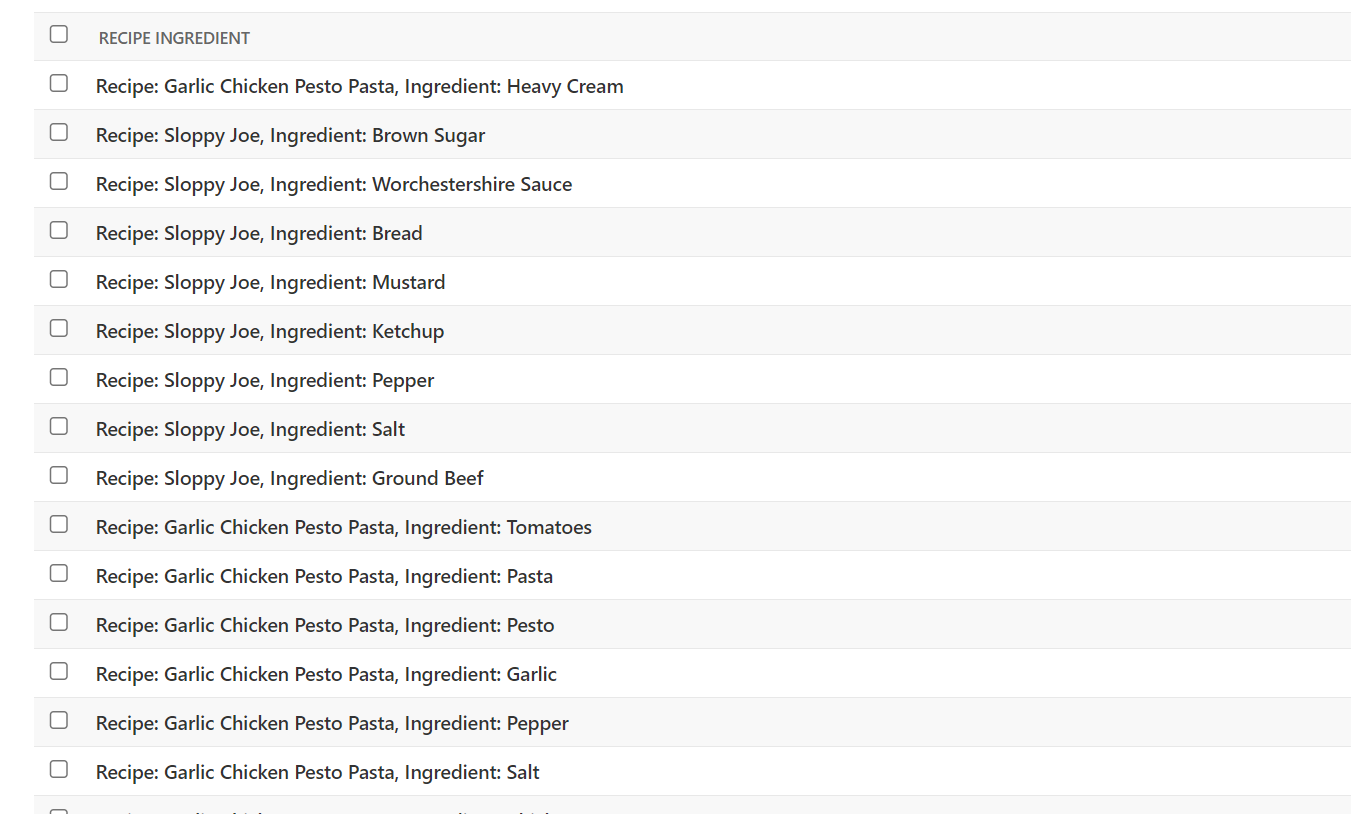 RECIPE INGREDIENT
Recipe: Garlic Chicken Pesto Pasta, Ingredient: Heavy Cream
Recipe: Sloppy Joe, Ingredient: Brown Sugar
Recipe: Sloppy Joe, Ingredient: Worchestershire Sauce
Recipe: Sloppy Joe, Ingredient: Bread
Recipe: Sloppy Joe, Ingredient: Mustard
Recipe: Sloppy Joe, Ingredient: Ketchup
Recipe: Sloppy Joe, Ingredient: Pepper
Recipe: Sloppy Joe, Ingredient: Salt
Recipe: Sloppy Joe, Ingredient: Ground Beef
Recipe: Garlic Chicken Pesto Pasta, Ingredient: Tomatoes
Recipe: Garlic Chicken Pesto Pasta, Ingredient: Pasta
Recipe: Garlic Chicken Pesto Pasta, Ingredient: Pesto
Recipe: Garlic Chicken Pesto Pasta, Ingredient: Garlic
Recipe: Garlic Chicken Pesto Pasta, Ingredient: Pepper
Recipe: Garlic Chicken Pesto Pasta, Ingredient: Salt